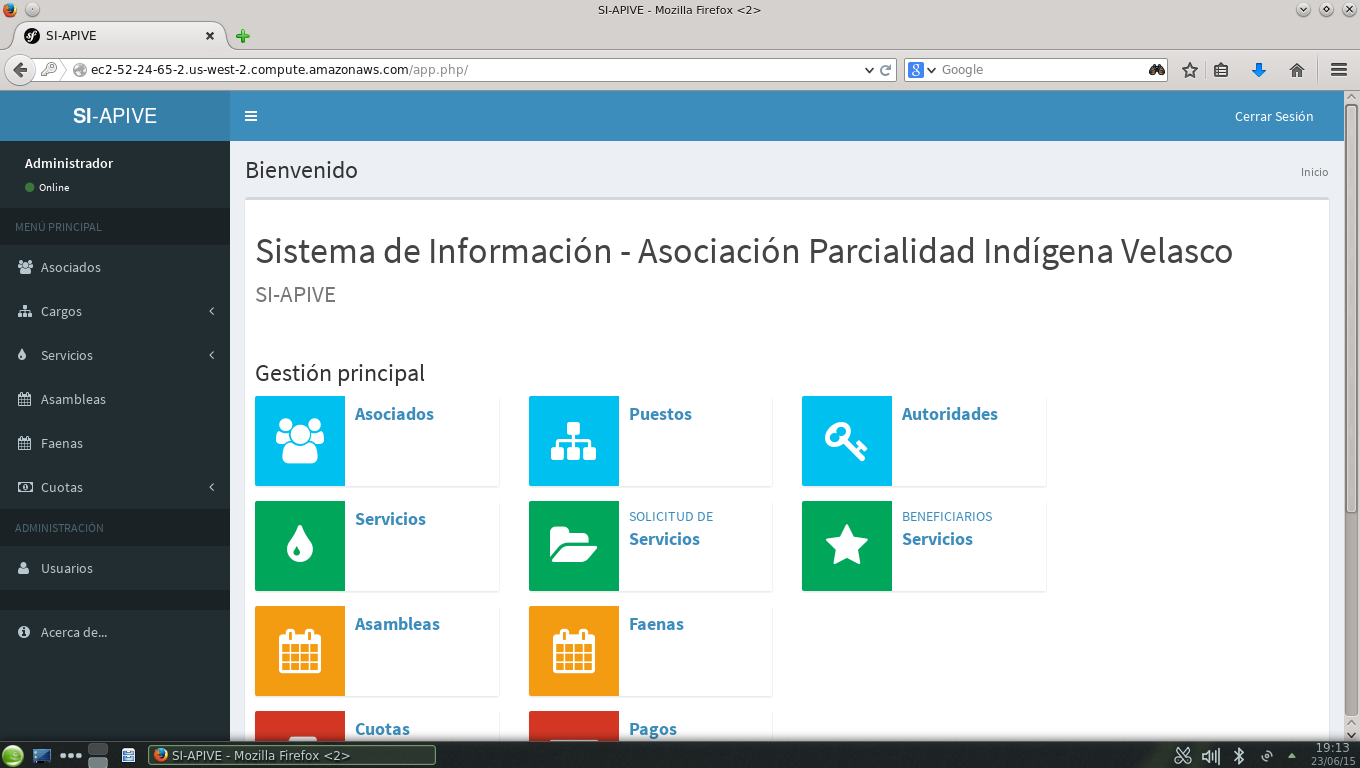 SI-APIVE - Mozilla Firefox <2>
SI-APIVE
ec2-52-24-65-2.us-west-2.compute.amazonaws.com/app.php/
Google
SI-APIVE
Cerrar Sesión
Administrador
Online
Bienvenido
Inicio
MENÚ PRINCIPAL
Asociados
Cargos
Servicios
Asambleas
Faenas
Cuotas
ADMINISTRACIÓN
Usuarios
Acerca de...
Sistema de Información - Asociación Parcialidad Indígena Velasco
SI-APIVE
Gestión principal
Asociados
Puestos
Autoridades
Servicios
SOLICITUD DE
Servicios
BENEFICIARIOS
Servicios
Asambleas
Faenas
Cuotas
Pagos
SI-APIVE - Mozilla Firefox <2>
19:13
23/06/15